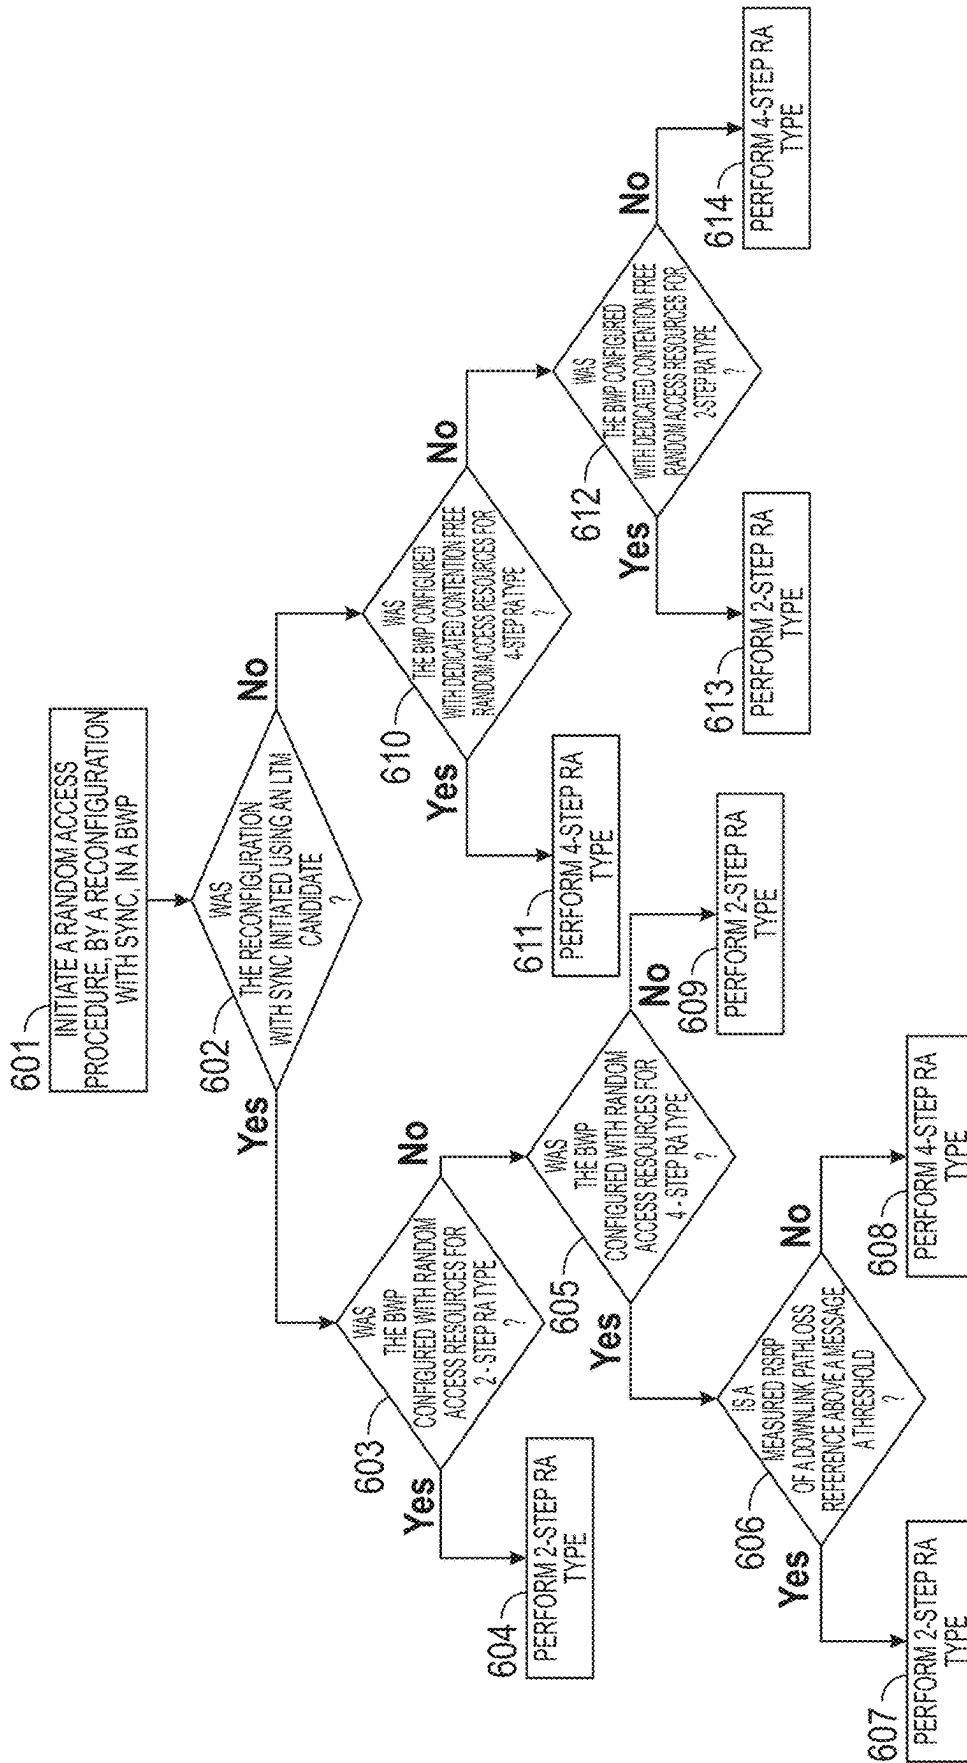 601
INITIATE A RANDOM ACCESS
PROCEDURE, BY A RECONFIGURATION
WITH SYNC, IN A BWP
602
WAS
THE RECONFIGURATION
WITH SYNC INITIATED USING AN LTM
CANDIDATE
?
Yes
No
603
WAS
THE BWP
CONFIGURED WITH RANDOM
ACCESS RESOURCES FOR
2 - STEP RA TYPE
?
Yes
No
604
PERFORM 2-STEP RA
TYPE
605
WAS
THE BWP
CONFIGURED WITH RANDOM
ACCESS RESOURCES FOR
4 - STEP RA TYPE
?
Yes
No
606
IS A
MEASURED RSRP
OF A DOWNLINK PATHLOSS
REFERENCE ABOVE A MESSAGE
A THRESHOLD
?
Yes
No
607
PERFORM 2-STEP RA
TYPE
608
PERFORM 4-STEP RA
TYPE
609
PERFORM 2-STEP RA
TYPE
610
WAS
THE BWP CONFIGURED
WITH DEDICATED CONTENTION FREE
RANDOM ACCESS RESOURCES FOR
4-STEP RA TYPE
?
Yes
No
611
PERFORM 4-STEP RA
TYPE
612
WAS
THE BWP CONFIGURED
WITH DEDICATED CONTENTION FREE
RANDOM ACCESS RESOURCES FOR
2-STEP RA TYPE
?
Yes
No
613
PERFORM 2-STEP RA
TYPE
614
PERFORM 4-STEP RA
TYPE